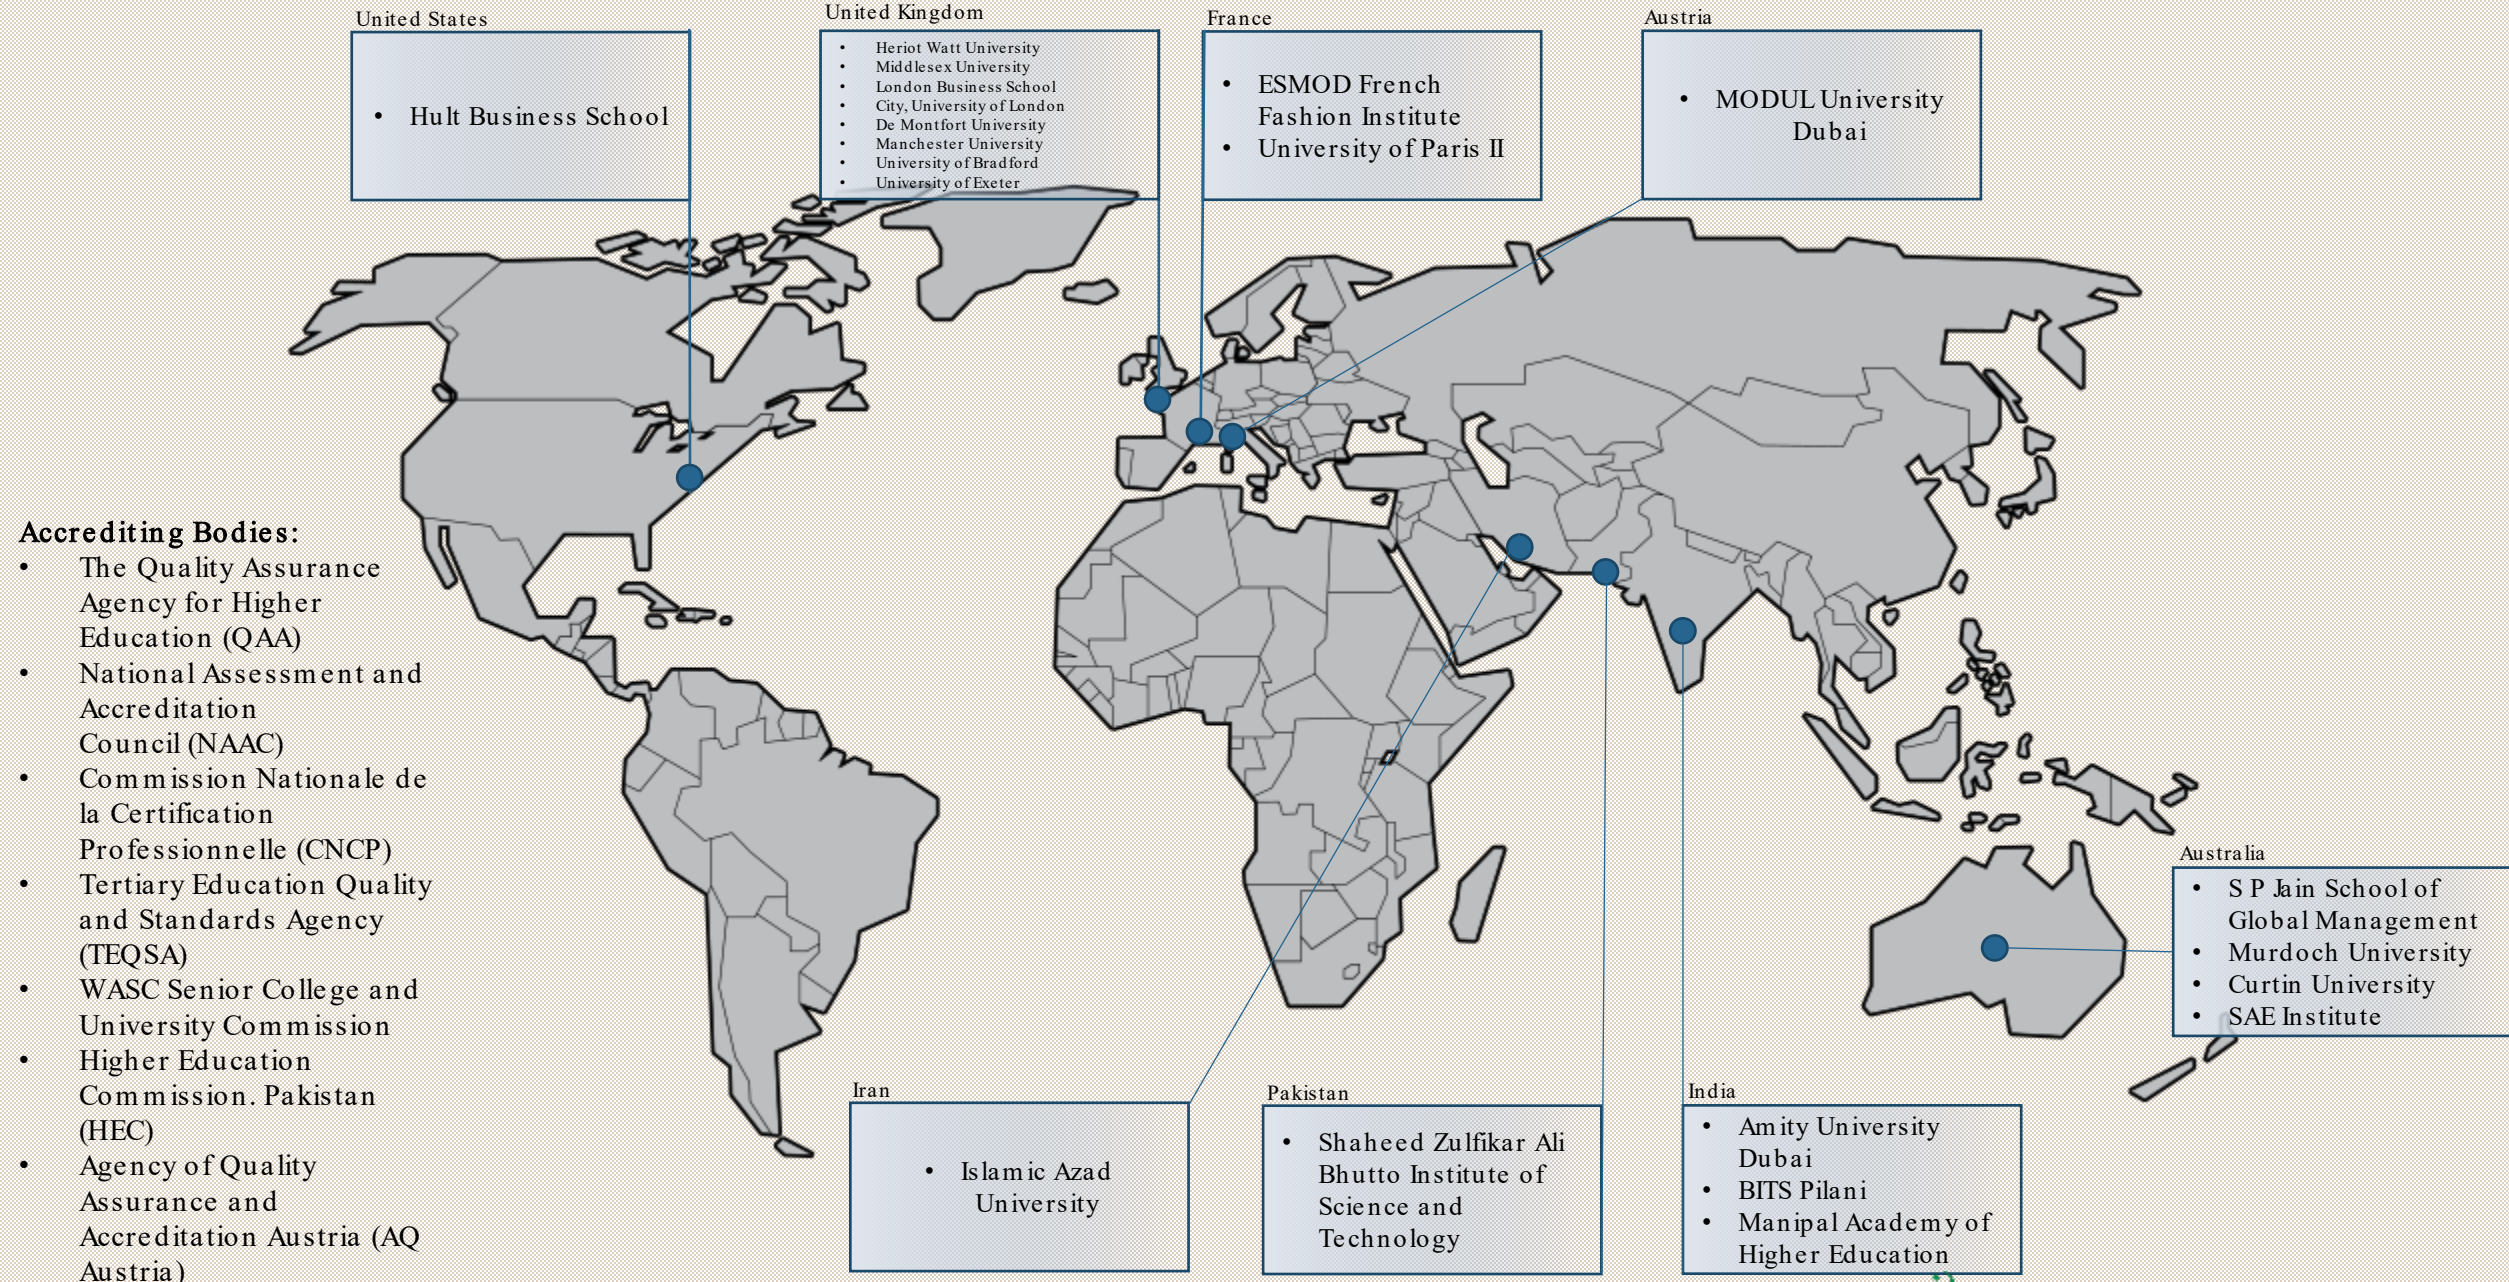 United States
• Hult Business School
United Kingdom
• Heriot Watt University
• Middlesex University
• London Business School
• City, University of London
• De Montfort University
• Manchester University
• University of Bradford
• University of Exeter
France
• ESMOD French
Fashion Institute
• University of Paris II
Austria
• MODUL University
Dubai
Accrediting Bodies:
• The Quality Assurance
Agency for Higher
Education (QAA)
• National Assessment and
Accreditation
Council (NAAC)
• Commission Nationale de
la Certification
Professionnelle (CNCP)
• Tertiary Education Quality
and Standards Agency
(TEQSA)
• WASC Senior College and
University Commission
• Higher Education
Commission. Pakistan
(HEC)
• Agency of Quality
Assurance and
Accreditation Austria (AQ
Austria)
Australia
• S P Jain School of
Global Management
• Murdoch University
• Curtin University
• SAE Institute
Iran
• Islamic Azad
University
Pakistan
• Shaheed Zulfikar Ali
Bhutto Institute of
Science and
Technology
India
• Amity University
Dubai
• BITS Pilani
• Manipal Academy of
Higher Education